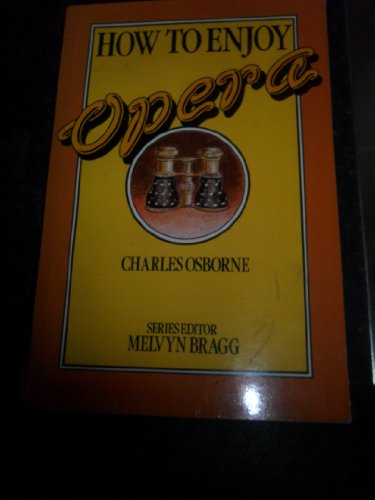 HOW TO ENJOY
Opera
CHARLES OSBORNE
SERIES EDITOR
MELVYN BRAGG